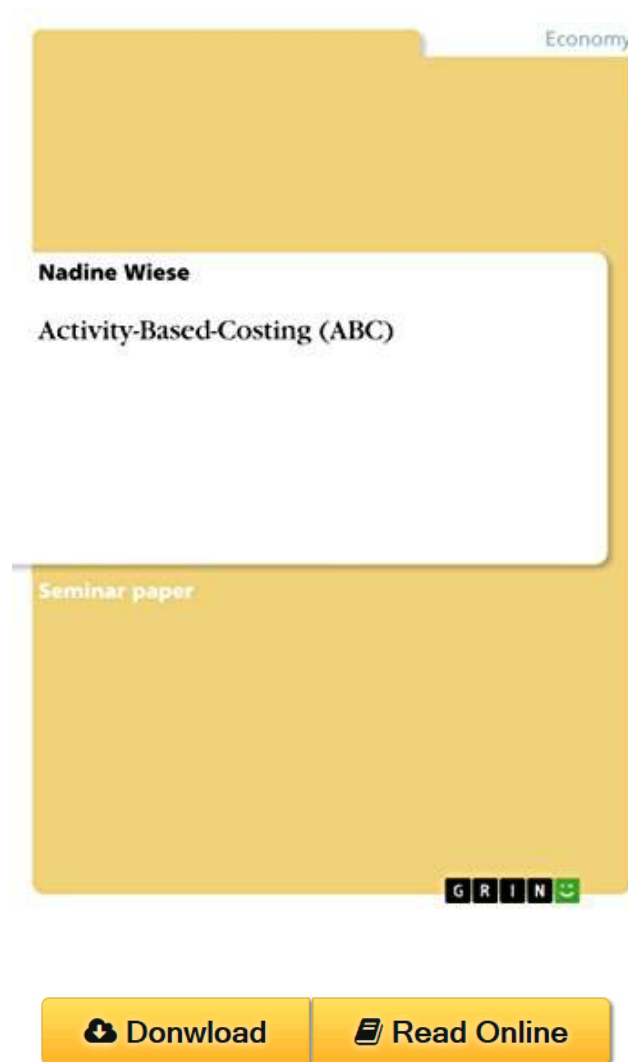 Economy
Nadine Wiese
Activity-Based-Costing (ABC)
Seminar paper
GRIN
Donwload
Read Online